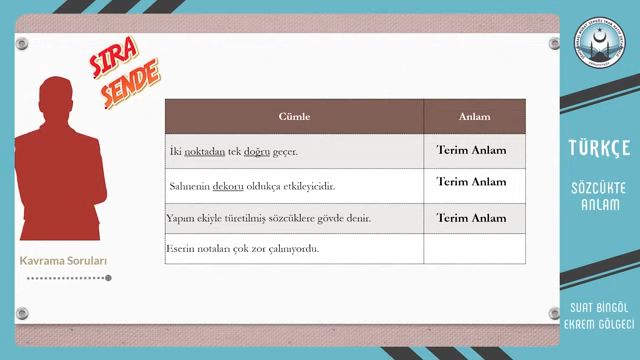 SIRA
SENDE
Cümle Anlam
İki noktadan tek doğru geçer. Terim Anlam
Sahnenin dekoru oldukça etkileyicidir. Terim Anlam
Yapım ekiyle türetilmiş sözcüklere gövde denir. Terim Anlam
Eserin notaları çok zor çalınıyordu.
Kavrama Soruları
TÜRKÇE
SÖZCÜKTE
ANLAM
SUAT BİNGÖL
EKREM GÖLGECİ